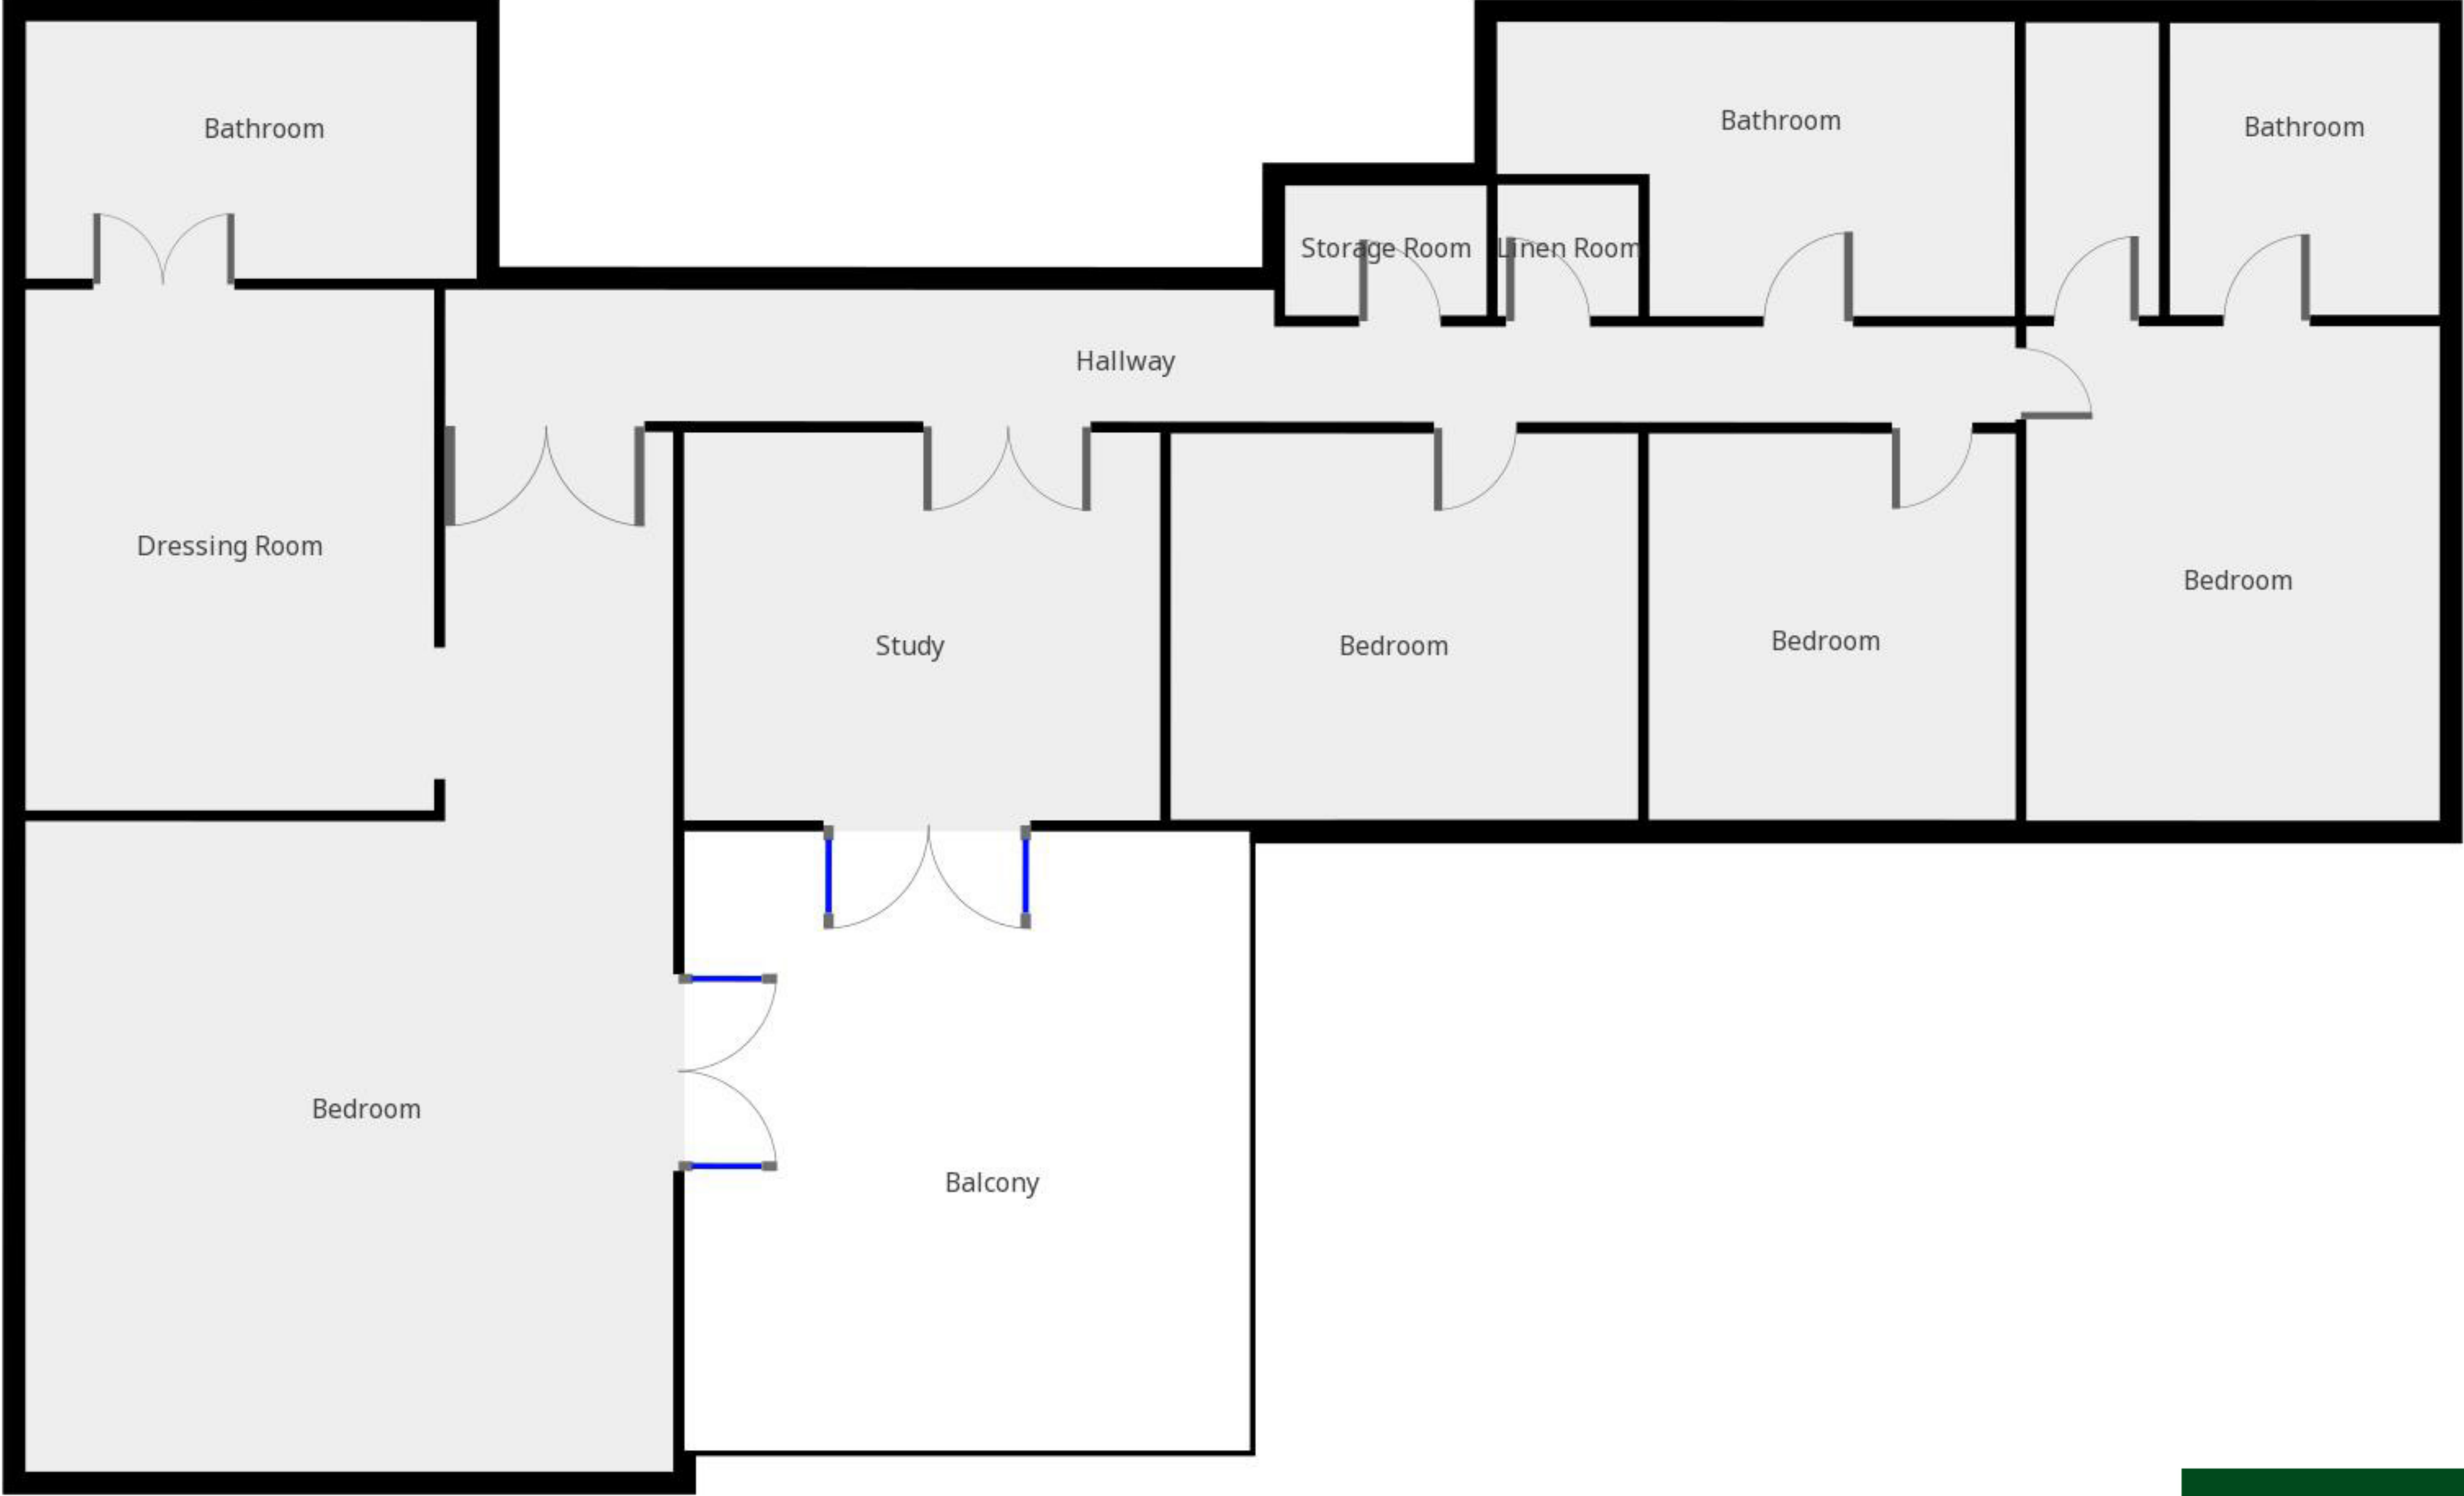 Bathroom
Bathroom
Bathroom
Storage Room
Linen Room
Hallway
Dressing Room
Study
Bedroom
Bedroom
Bedroom
Bedroom
Balcony